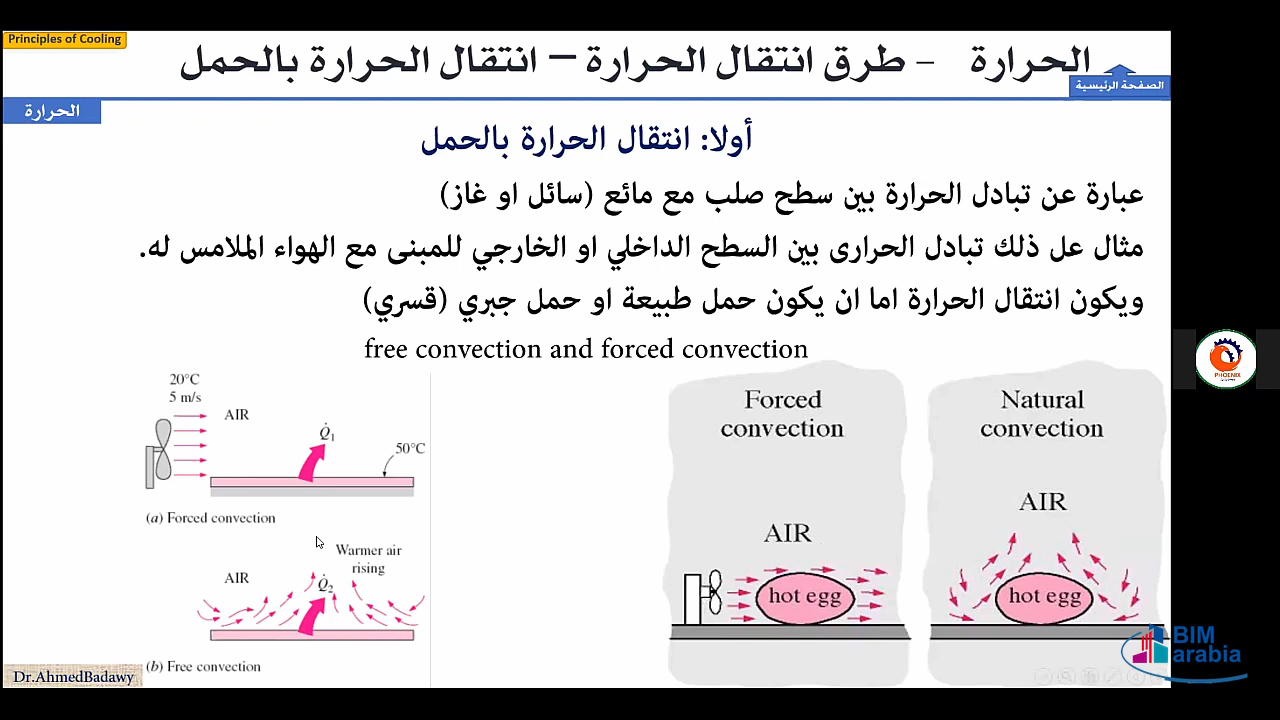 Principles of Cooling
الحرارة – طرق انتقال الحرارة – انتقال الحرارة بالحمل
الصفحة الرئيسية
الحرارة
أولا: انتقال الحرارة بالحمل
عبارة عن تبادل الحرارة بين سطح صلب مع مائع (سائل او غاز)
مثال عل ذلك تبادل الحرارى بين السطح الداخلي او الخارجي للمبنى مع الهواء الملامس له.
ويكون انتقال الحرارة اما ان يكون حمل طبيعة او حمل جبري (قسري)
free convection and forced convection
20°C
5 m/s
AIR
Q̇1
50°C
(a) Forced convection
Warmer air
rising
AIR
Q̇2
(b) Free convection
Forced
convection
AIR
hot egg
Natural
convection
AIR
hot egg
PHOENIX
BIM
arabia
Dr.AhmedBadawy